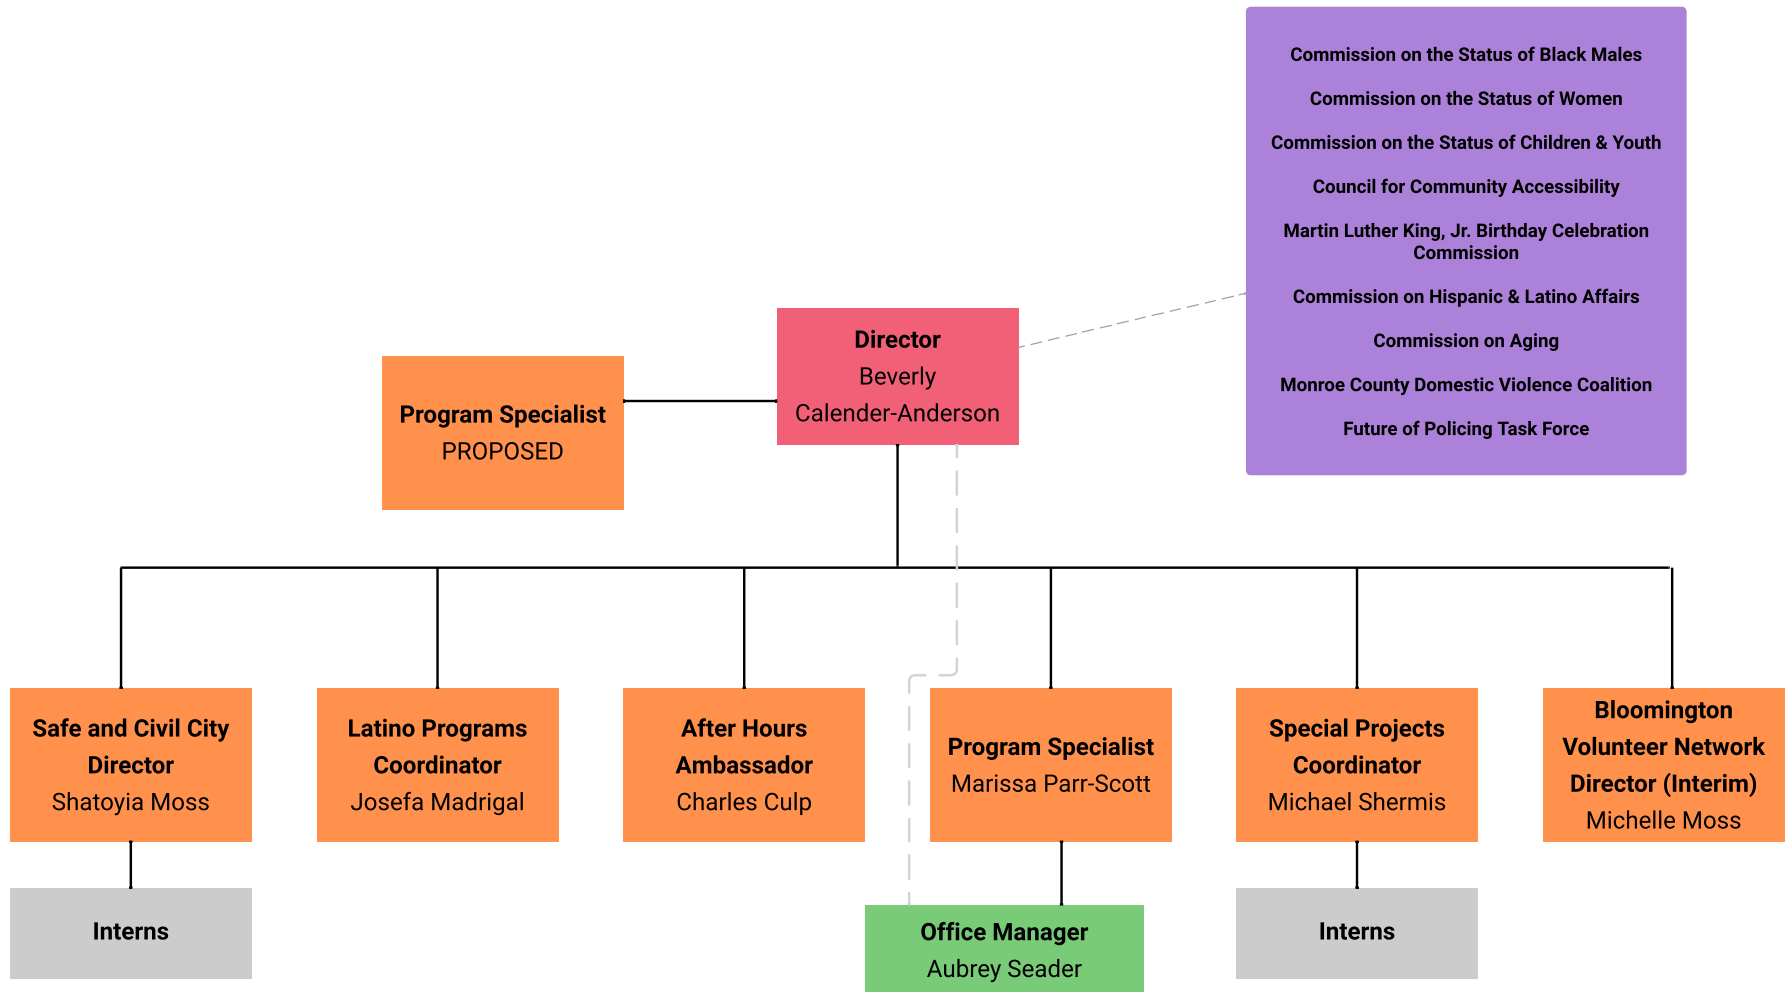 Commission on the Status of Black Males
Commission on the Status of Women
Commission on the Status of Children & Youth
Council for Community Accessibility
Martin Luther King, Jr. Birthday Celebration
Commission
Commission on Hispanic & Latino Affairs
Commission on Aging
Monroe County Domestic Violence Coalition
Future of Policing Task Force
Director
Beverly
Calender-Anderson
Program Specialist
PROPOSED
Safe and Civil City
Director
Shatoyia Moss
Latino Programs
Coordinator
Josefa Madrigal
After Hours
Ambassador
Charles Culp
Program Specialist
Marissa Parr-Scott
Special Projects
Coordinator
Michael Shermis
Bloomington
Volunteer Network
Director (Interim)
Michelle Moss
Interns
Office Manager
Aubrey Seader
Interns